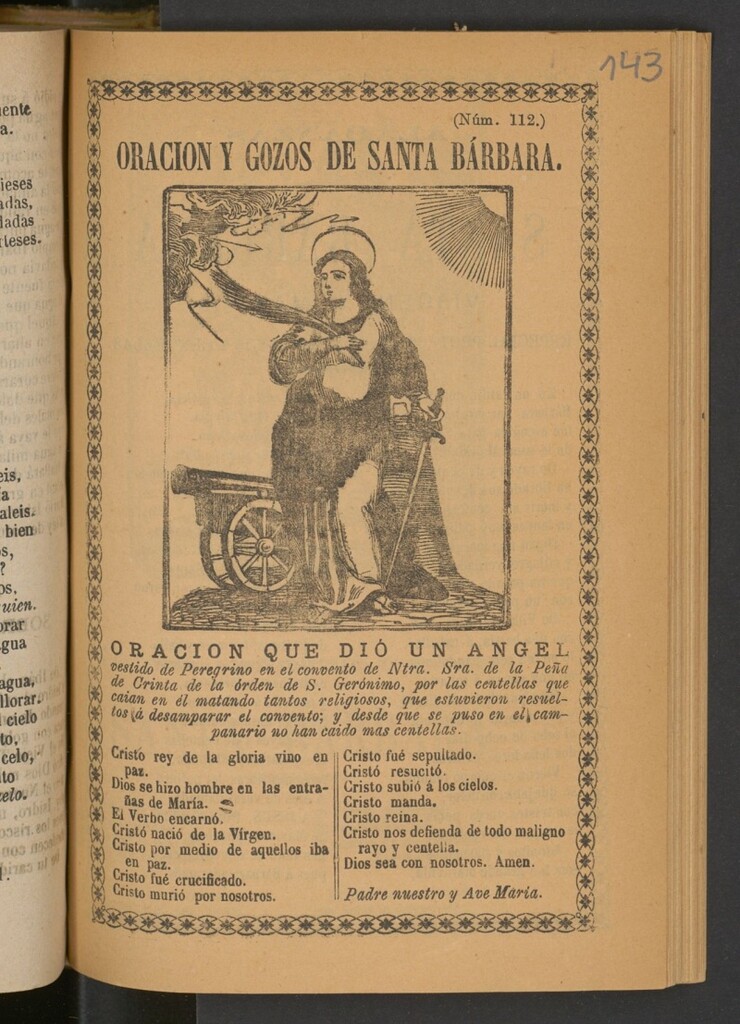 143
(Núm. 112.)
ORACION Y GOZOS DE SANTA BÁRBARA.
ORACION QUE DIÓ UN ANGEL
vestido de Peregrino en el convento de Ntra. Sra. de la Peña
de Orinta de la órden de S. Gerónimo, por las centellas que
caian en él matando tantos religiosos, que estuvieron resuel-
tos á desamparar el convento; y desde que se puso en el cam-
panario no han caido mas centellas.
Cristo rey de la gloria vino en
paz.
Dios se hizo hombre en las entra-
ñas de María.
El Verbo encarnó.
Cristó nació de la Vírgen.
Cristo por medio de aquellos iba
en paz.
Cristo fué crucificado.
Cristo murió por nosotros.
Cristo fué sepultado.
Cristó resucitó.
Cristo subió á los cielos.
Cristo manda.
Cristo reina.
Cristo nos defienda de todo maligno
rayo y centella.
Dios sea con nosotros. Amen.
Padre nuestro y Ave Maria.